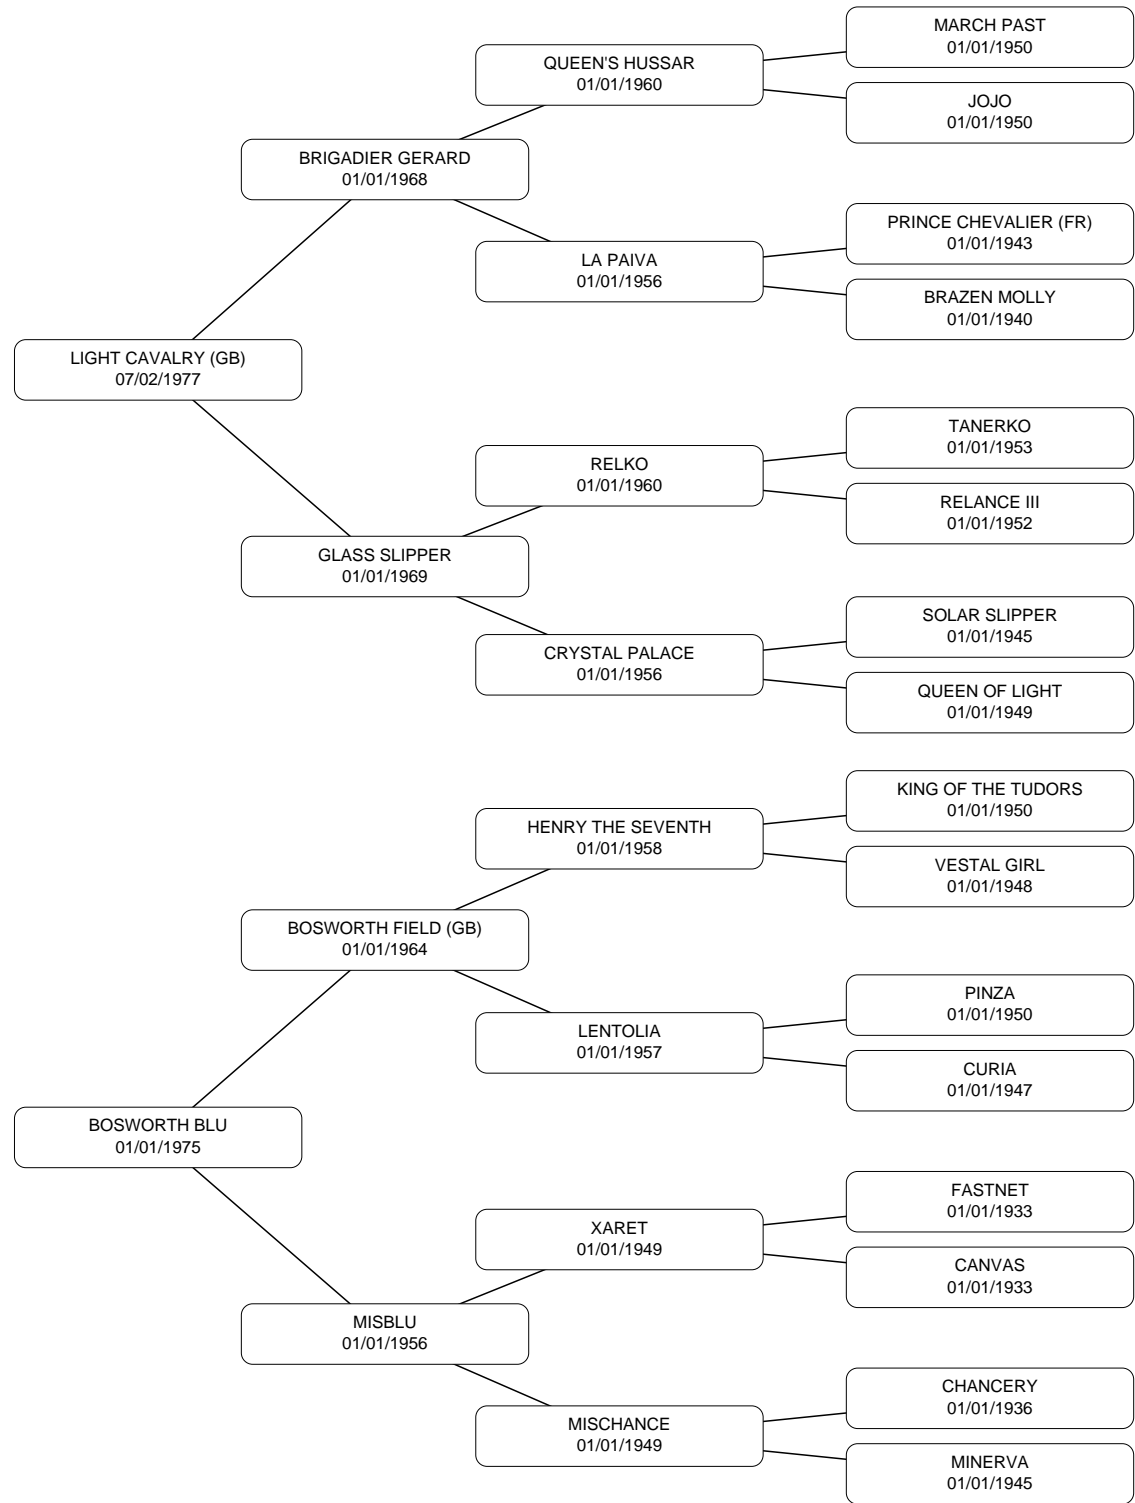 MARCH PAST
01/01/1950
QUEEN'S HUSSAR
01/01/1960
JOJO
01/01/1950
BRIGADIER GERARD
01/01/1968
PRINCE CHEVALIER (FR)
01/01/1943
LA PAIVA
01/01/1956
BRAZEN MOLLY
01/01/1940
LIGHT CAVALRY (GB)
07/02/1977
TANERKO
01/01/1953
RELKO
01/01/1960
RELANCE III
01/01/1952
GLASS SLIPPER
01/01/1969
SOLAR SLIPPER
01/01/1945
CRYSTAL PALACE
01/01/1956
QUEEN OF LIGHT
01/01/1949
KING OF THE TUDORS
01/01/1950
HENRY THE SEVENTH
01/01/1958
VESTAL GIRL
01/01/1948
BOSWORTH FIELD (GB)
01/01/1964
PINZA
01/01/1950
LENTOLIA
01/01/1957
CURIA
01/01/1947
BOSWORTH BLU
01/01/1975
FASTNET
01/01/1933
XARET
01/01/1949
CANVAS
01/01/1933
MISBLU
01/01/1956
CHANCERY
01/01/1936
MISCHANCE
01/01/1949
MINERVA
01/01/1945